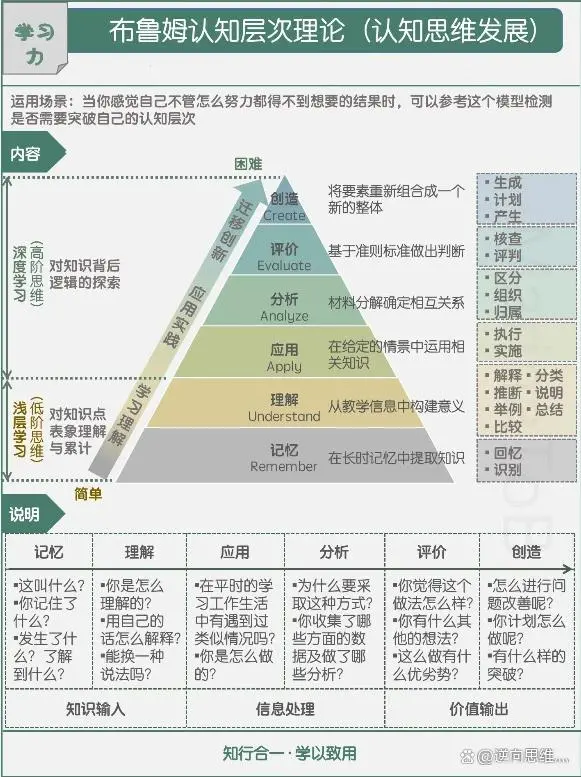 学习
力
布鲁姆认知层次理论（认知思维发展）
运用场景：当你感觉自己不管怎么努力都得不到想要的结果时，可以参考这个模型检测
是否需要突破自己的认知层次
内容
困难
创造
Create
将要素重新组合成一个
新的整体
▪生成
▪计划
▪产生
评价
Evaluate
基于准则标准做出判断
▪核查
▪评判
分析
Analyze
材料分解确定相互关系
▪区分
▪组织
▪归属
应用
Apply
在给定的情景中运用相
关知识
▪执行
▪实施
理解
Understand
从教学信息中构建意义
▪解释▪分类
▪推断▪说明
▪举例▪总结
▪比较
记忆
Remember
在长时记忆中提取知识
▪回忆
▪识别
迁移创新
应用实践
学习理解
简单
（高阶思维）
深度学习
对知识背后
逻辑的探索
（低阶思维）
浅层学习
对知识点
表象理解
与累计
说明
记忆
▪这叫什么？
▪你记住了
什么？
▪发生了什
么？了解
到什么？
理解
▪你是怎么
理解的？
▪用自己的
话怎么解释？
▪能换一种
说法吗？
应用
▪在平时的学
习工作生活
中有遇到过
类似情况吗？
▪你是怎么做
的？
分析
▪为什么要采
取这种方式？
▪你收集了哪
些方面的数
据及做了哪
些分析？
评价
▪你觉得这个
做法怎么样？
▪你有什么其
他的想法？
▪这么做有什
么优劣势？
创造
▪怎么进行问
题改善呢？
▪你计划怎么
做呢？
▪有什么样的
突破？
知识输入
信息处理
价值输出
知行合一·学以致用
逆向思维